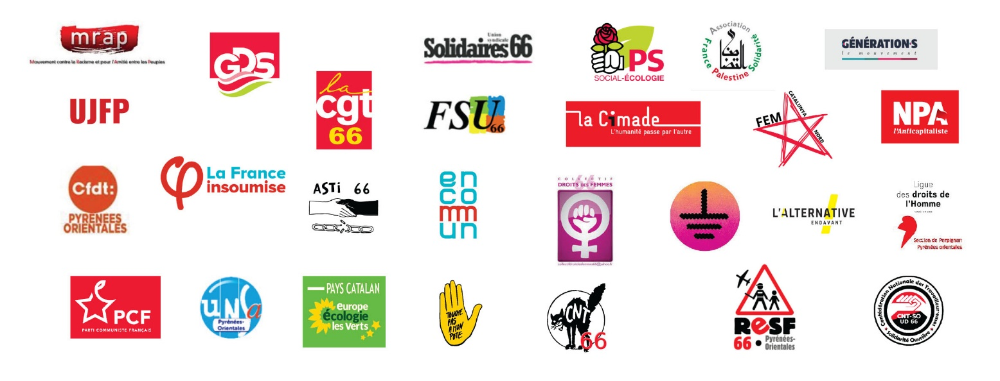 mrap
Mouvement contre le Racisme et pour l'Amitié entre les Peuples
GDS
Union
syndicale
Solidaires 66
PS
SOCIAL-ÉCOLOGIE
Association
France Palestine Solidarité
GÉNÉRATION·S
le mouvement
UJFP
la
cgt
66
FSU
66
la Cimade
L'humanité passe par l'autre
FEM
CATALUNYA
NORD
NPA
l'Anticapitaliste
Cfdt:
PYRENEES
ORIENTALES
La France
insoumise
ASTi 66
en
co
mm
un
COLLECTIF
66
DROITS DES FEMMES
L'ALTERNATIVE
ENDAVANT
Ligue
des droits de
l'Homme
Section de Perpignan
Pyrénées orientales
PCF
PARTI COMMUNISTE FRANÇAIS
UNSa
Pyrénées-
Orientales
PAYS CATALAN
europe
écologie
les Verts
TOUCHE
PAS
A MON
POTE
CNT
66
RESF
66 • Pyrénées-
Orientales
Confédération Nationale des Travailleur·euses
CNT-SO
UD 66
Solidarité Ouvrière